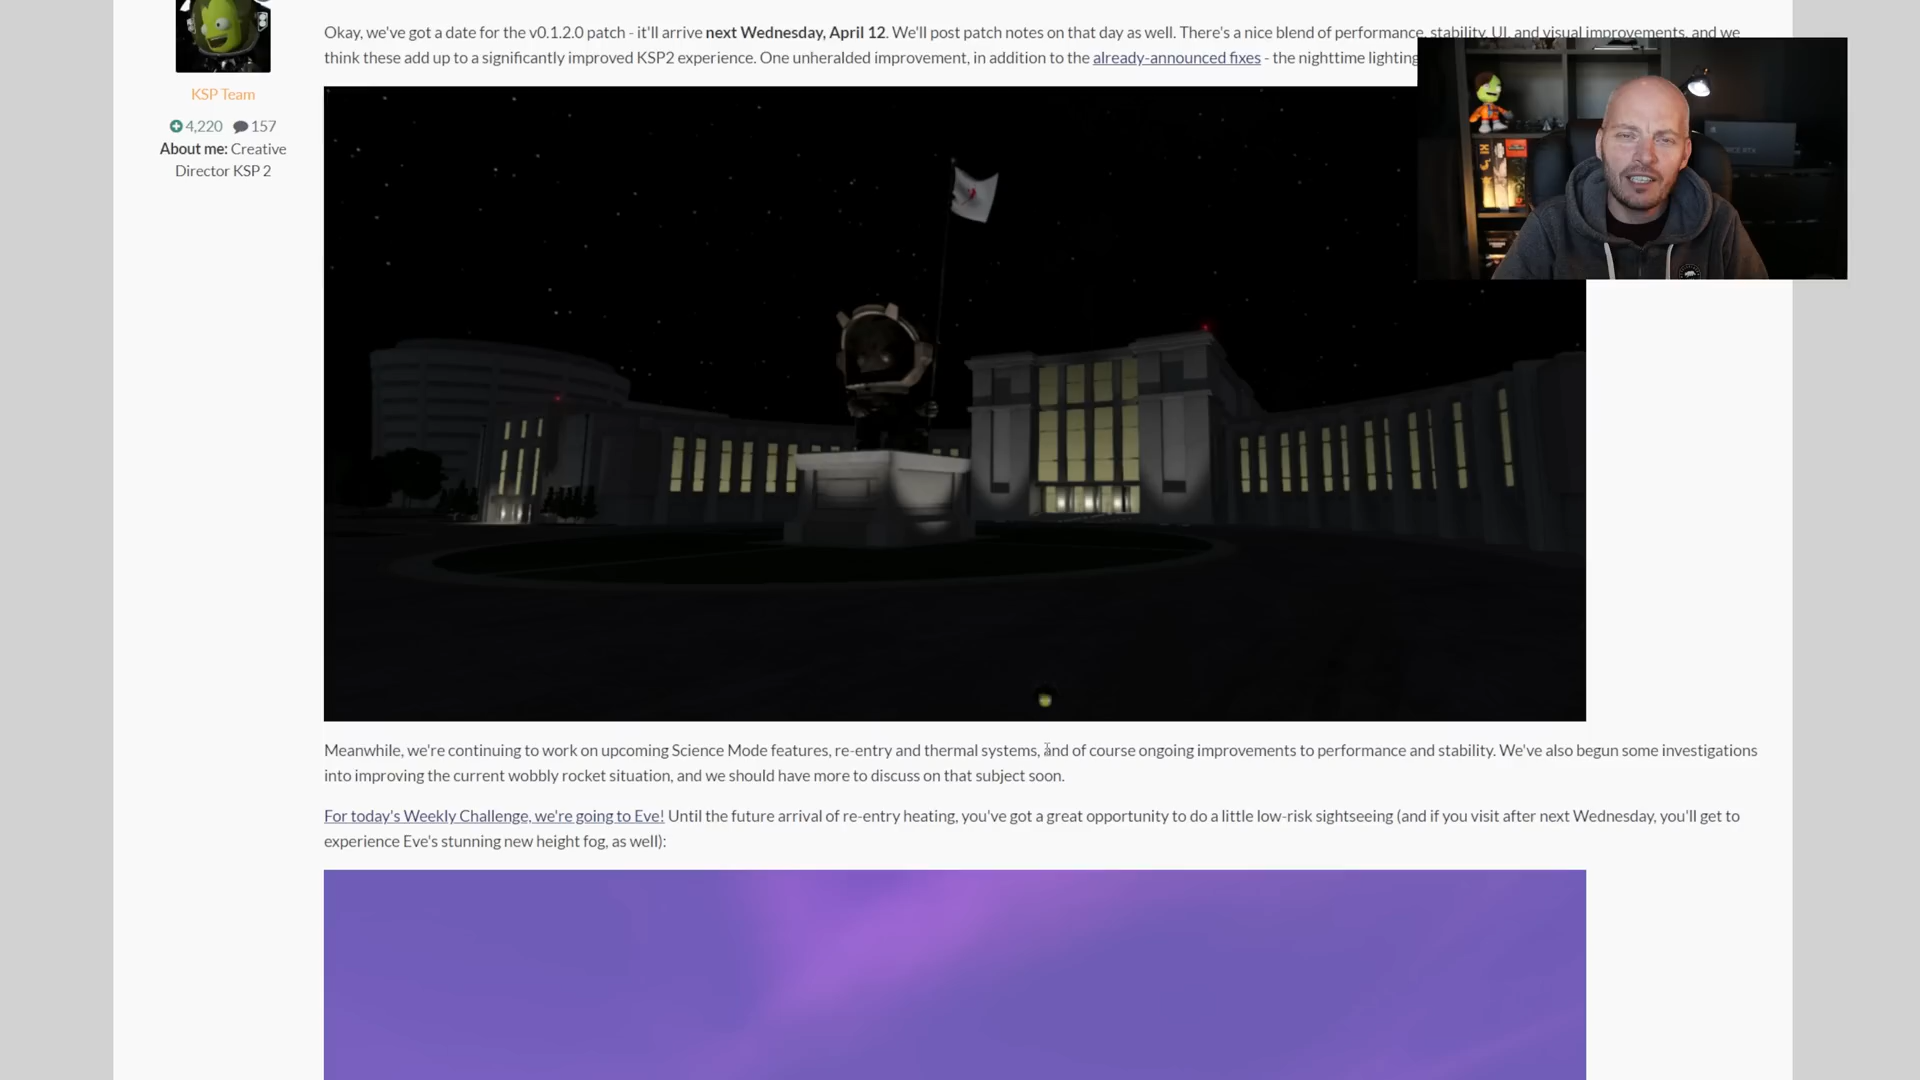 Okay, we've got a date for the v0.1.2.0 patch - it'll arrive next Wednesday, April 12. We'll post patch notes on that day as well. There's a nice blend of performance, stability, UI, and visual improvements, and we
think these add up to a significantly improved KSP2 experience. One unheralded improvement, in addition to the already-announced fixes - the nighttime lighting
KSP Team
4,220 157
About me: Creative
Director KSP 2
Meanwhile, we're continuing to work on upcoming Science Mode features, re-entry and thermal systems, and of course ongoing improvements to performance and stability. We've also begun some investigations
into improving the current wobbly rocket situation, and we should have more to discuss on that subject soon.
For today's Weekly Challenge, we're going to Eve! Until the future arrival of re-entry heating, you've got a great opportunity to do a little low-risk sightseeing (and if you visit after next Wednesday, you'll get to
experience Eve's stunning new height fog, as well):